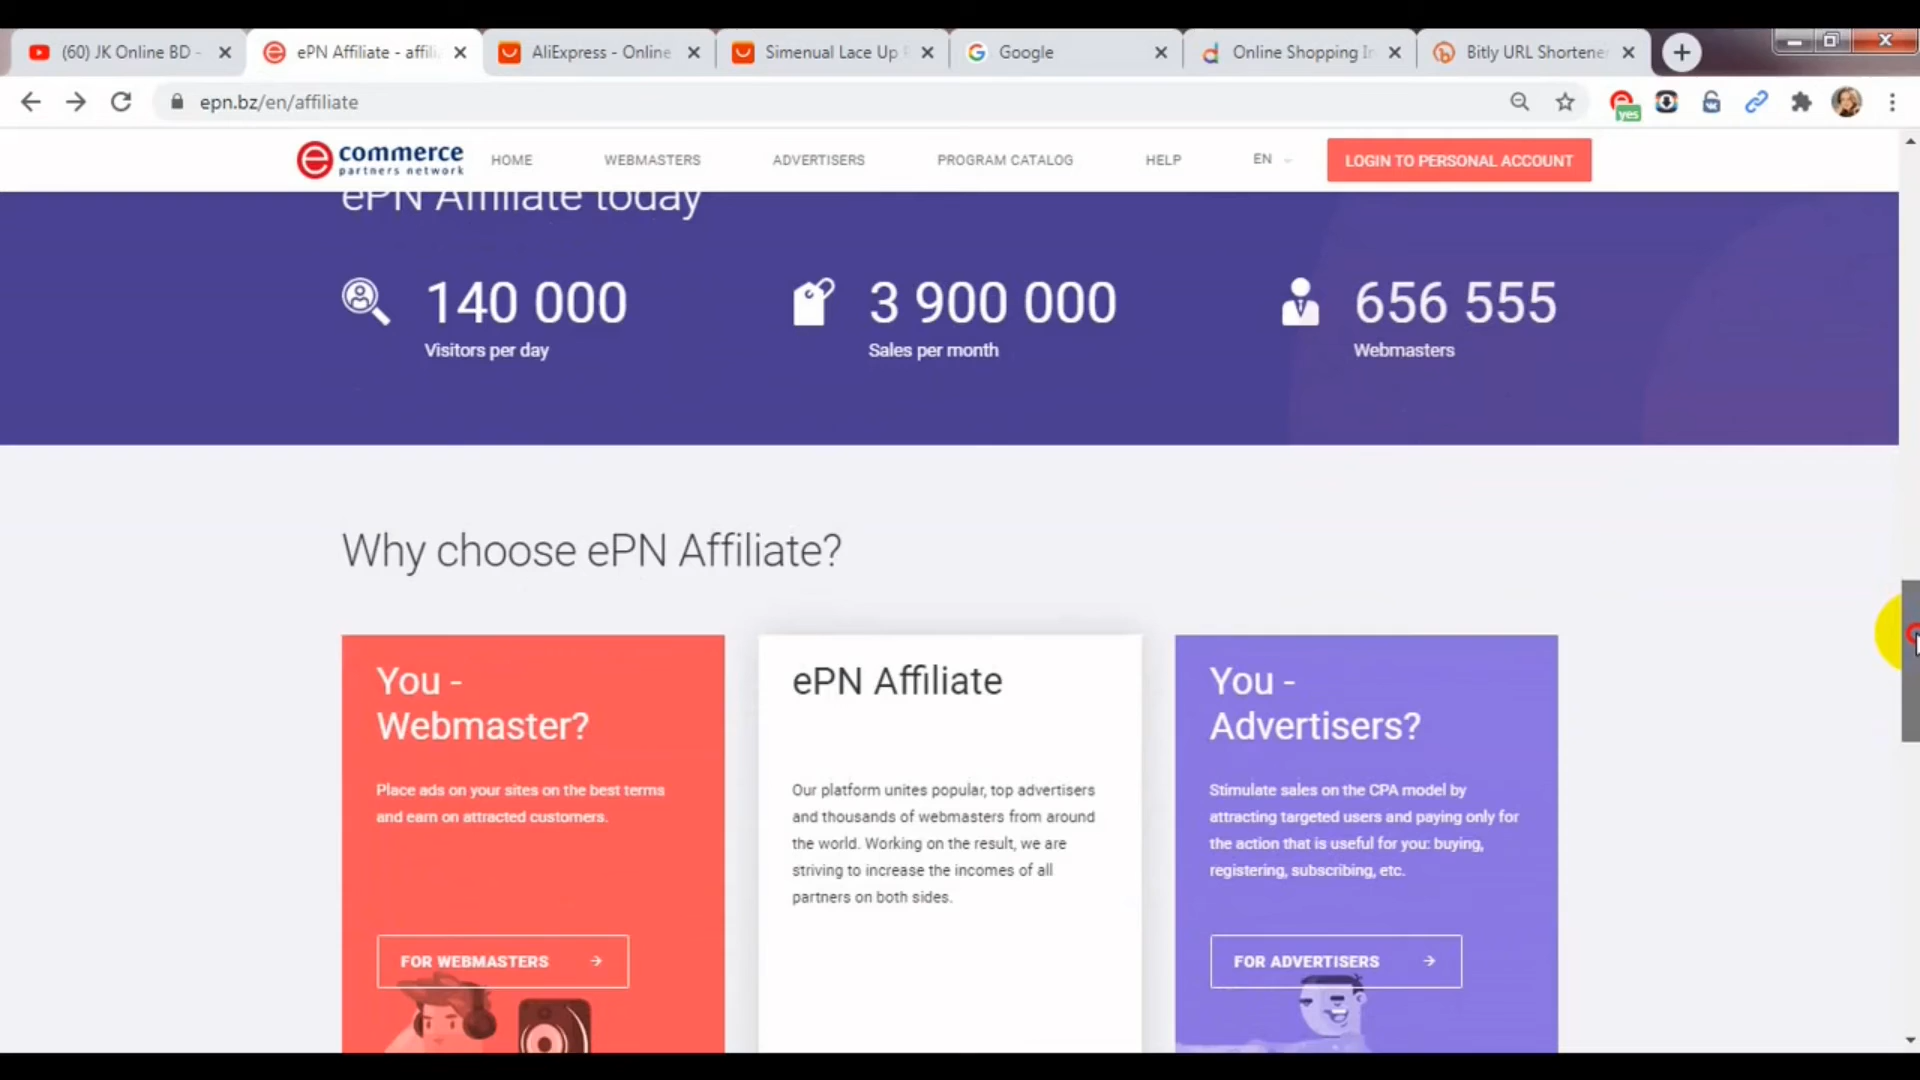 (60) JK Online BD -
ePN Affiliate - affili
AliExpress - Online
Simenual Lace Up
Google
Online Shopping In
Bitly URL Shortener
epn.bz/en/affiliate
yes
e commerce
partners network
HOME
WEBMASTERS
ADVERTISERS
PROGRAM CATALOG
HELP
EN
LOGIN TO PERSONAL ACCOUNT
ePN Affiliate today
140 000
Visitors per day
3 900 000
Sales per month
656 555
Webmasters
Why choose ePN Affiliate?
You -
Webmaster?
Place ads on your sites on the best terms
and earn on attracted customers.
FOR WEBMASTERS
ePN Affiliate
Our platform unites popular, top advertisers
and thousands of webmasters from around
the world. Working on the result, we are
striving to increase the incomes of all
partners on both sides.
You -
Advertisers?
Stimulate sales on the CPA model by
attracting targeted users and paying only for
the action that is useful for you: buying,
registering, subscribing, etc.
FOR ADVERTISERS